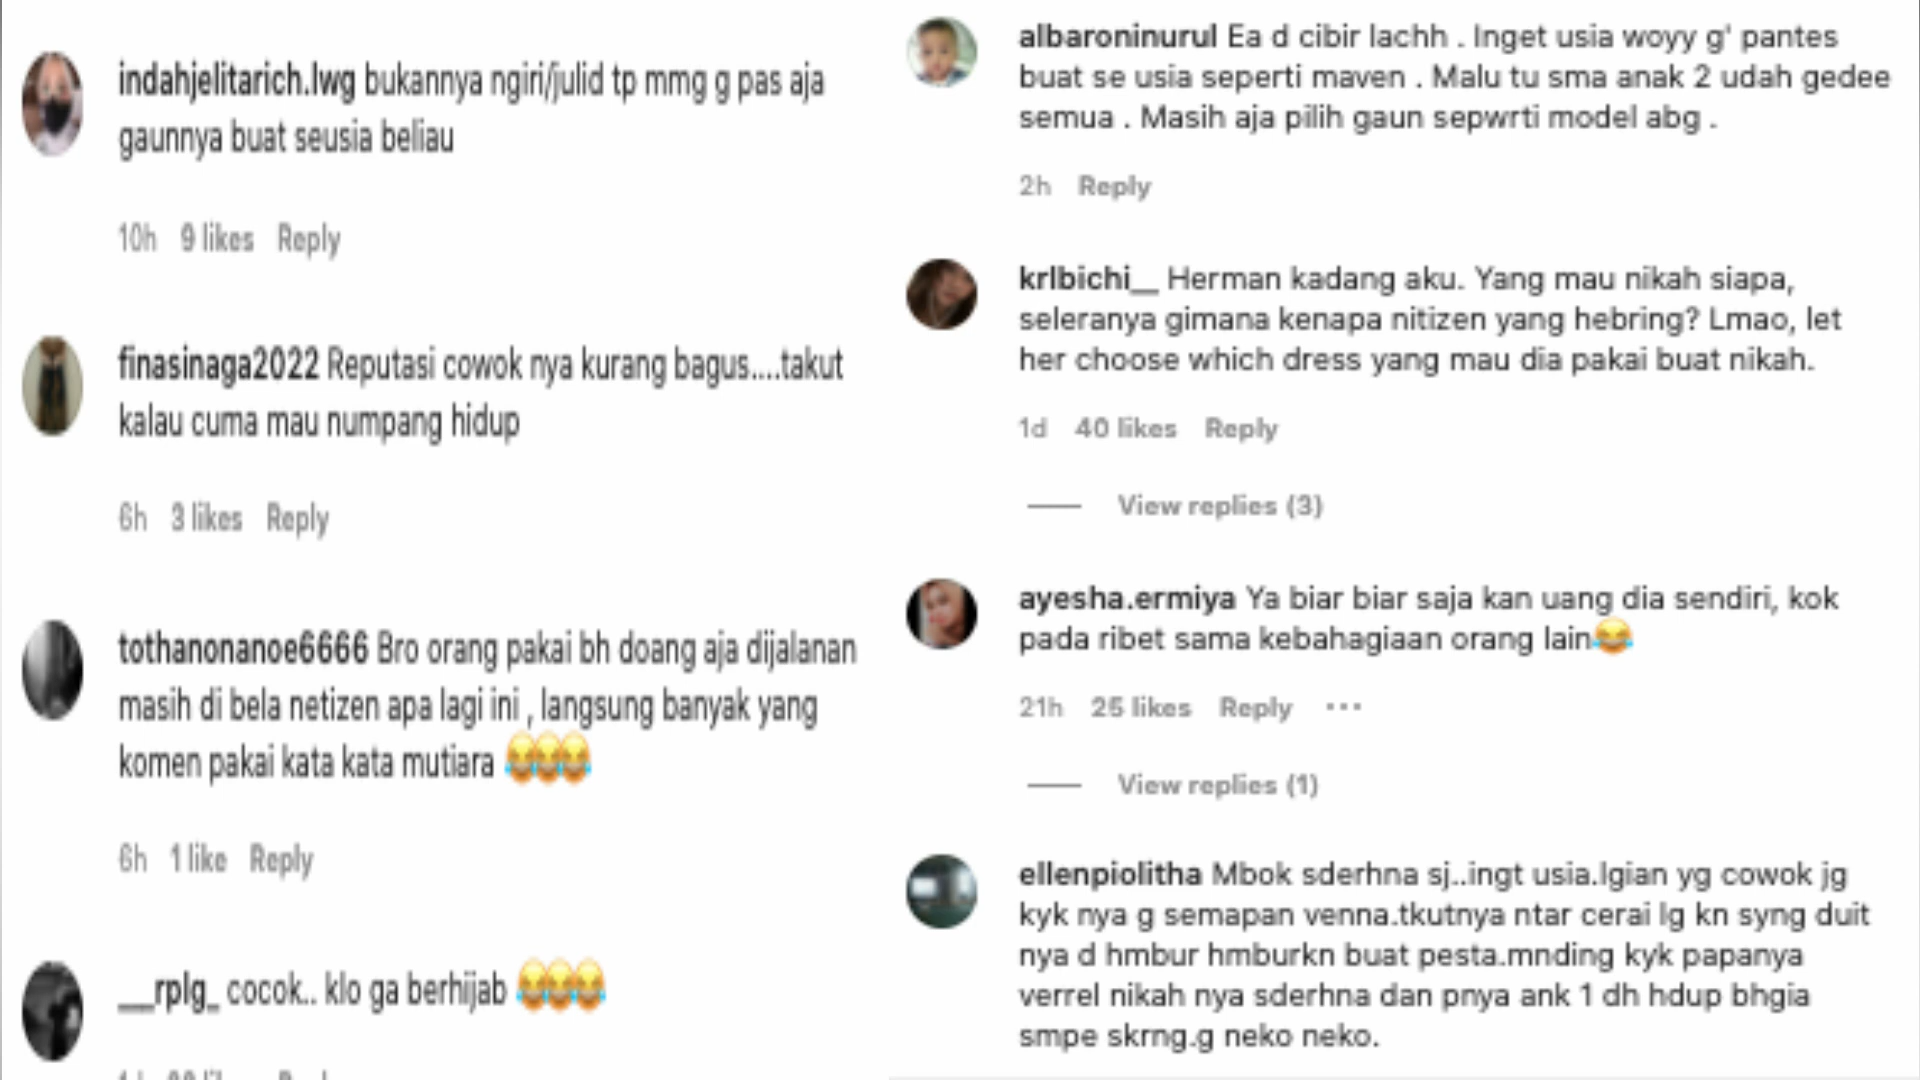 indahjelitarich.lwg bukannya ngiri/julid tp mmg g pas aja
gaunnya buat seusia beliau
10h 9 likes Reply
finasinaga2022 Reputasi cowok nya kurang bagus....takut
kalau cuma mau numpang hidup
6h 3 likes Reply
tothanonanoe6666 Bro orang pakai bh doang aja dijalanan
masih di bela netizen apa lagi ini , langsung banyak yang
komen pakai kata kata mutiara 😂😂😂
6h 1 like Reply
__rplg_ cocok.. klo ga berhijab 😂😂😂
albaroninurul Ea d cibir lachh . Inget usia woyy g' pantes
buat se usia seperti maven . Malu tu sma anak 2 udah gedee
semua . Masih aja pilih gaun sepwrti model abg .
2h Reply
krlbichi__ Herman kadang aku. Yang mau nikah siapa,
seleranya gimana kenapa nitizen yang hebring? Lmao, let
her choose which dress yang mau dia pakai buat nikah.
1d 40 likes Reply
View replies (3)
ayesha.ermiya Ya biar biar saja kan uang dia sendiri, kok
pada ribet sama kebahagiaan orang lain😂
21h 25 likes Reply ...
View replies (1)
ellenpiolitha Mbok sderhna sj..ingt usia.lgian yg cowok jg
kyk nya g semapan venna.tkutnya ntar cerai lg kn syng duit
nya d hmbur hmburkn buat pesta.mnding kyk papanya
verrel nikah nya sderhna dan pnya ank 1 dh hdup bhgia
smpe skrng.g neko neko.